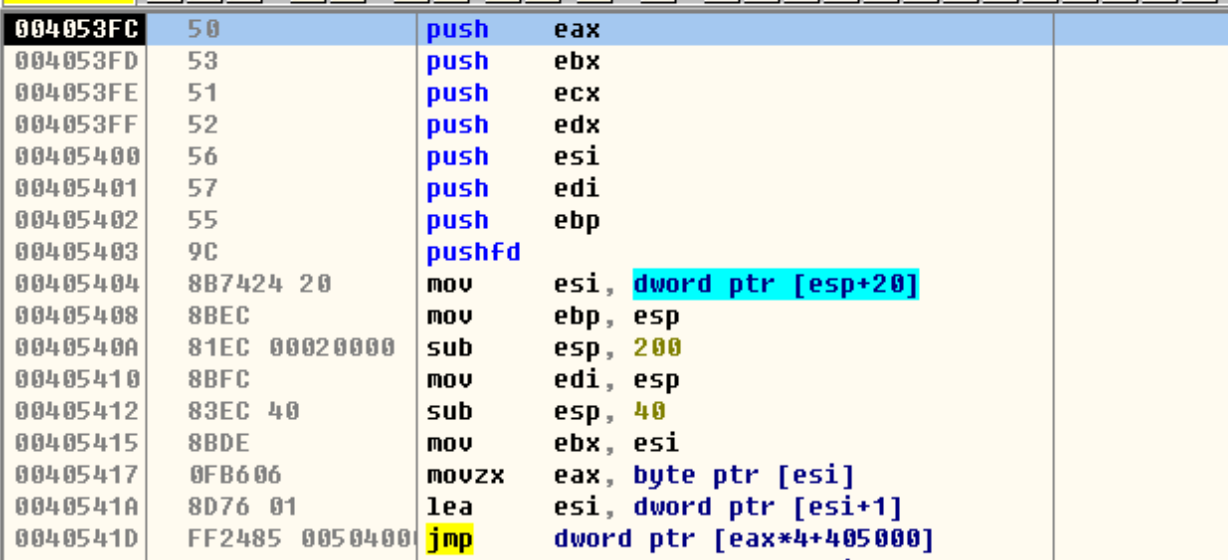 004053FC 50 push eax
004053FD 53 push ebx
004053FE 51 push ecx
004053FF 52 push edx
00405400 56 push esi
00405401 57 push edi
00405402 55 push ebp
00405403 9C pushfd
00405404 8B7424 20 mov esi, dword ptr [esp+20]
00405408 8BEC mov ebp, esp
0040540A 81EC 00020000 sub esp, 200
00405410 8BFC mov edi, esp
00405412 83EC 40 sub esp, 40
00405415 8BDE mov ebx, esi
00405417 0FB606 movzx eax, byte ptr [esi]
0040541A 8D76 01 lea esi, dword ptr [esi+1]
0040541D FF2485 0050400 jmp dword ptr [eax*4+405000]